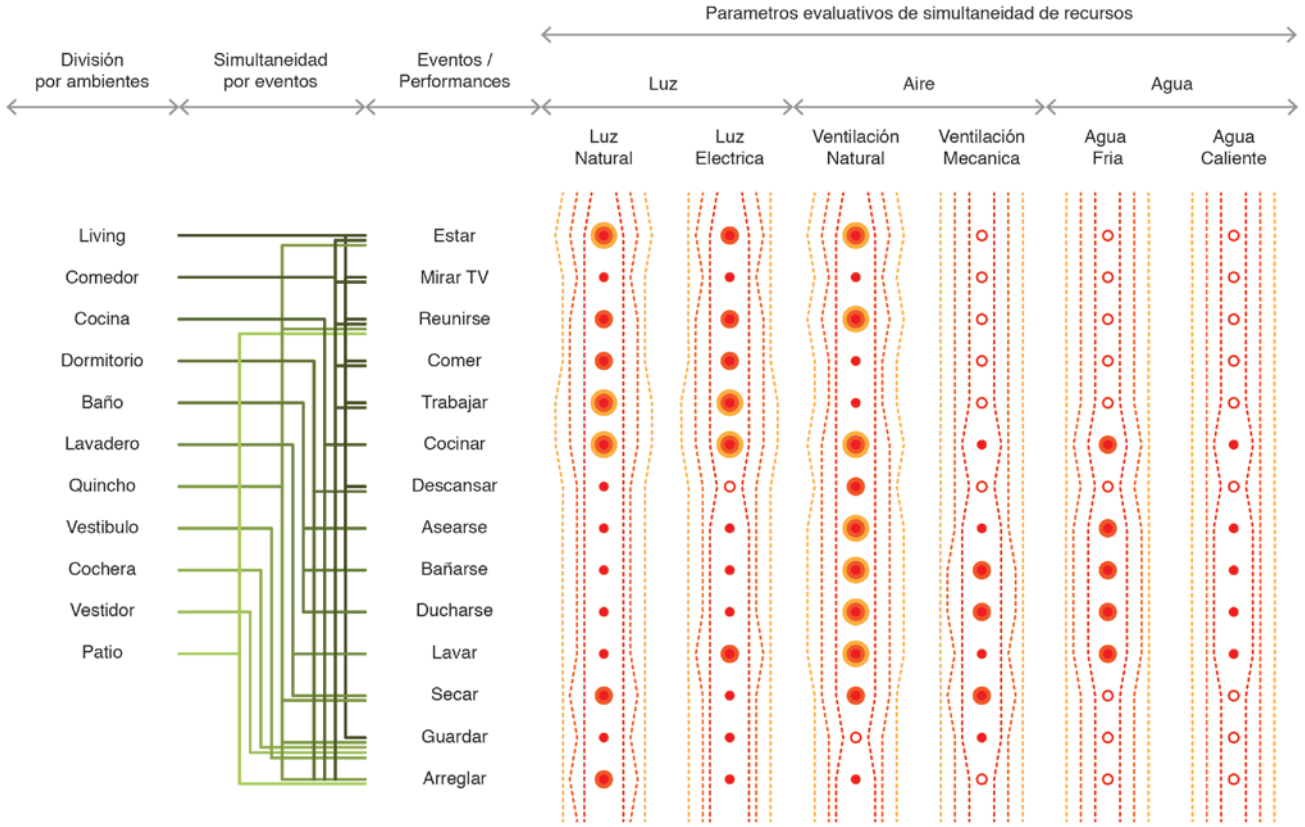 Parametros evaluativos de simultaneidad de recursos
División
por ambientes
Simultaneidad
por eventos
Eventos /
Performances
Luz
Aire
Agua
Luz
Natural
Luz
Electrica
Ventilación
Natural
Ventilación
Mecanica
Agua
Fria
Agua
Caliente
Living
Estar
Comedor
Mirar TV
Cocina
Reunirse
Dormitorio
Comer
Baño
Trabajar
Lavadero
Cocinar
Quincho
Descansar
Vestibulo
Asearse
Cochera
Bañarse
Vestidor
Ducharse
Patio
Lavar
Secar
Guardar
Arreglar